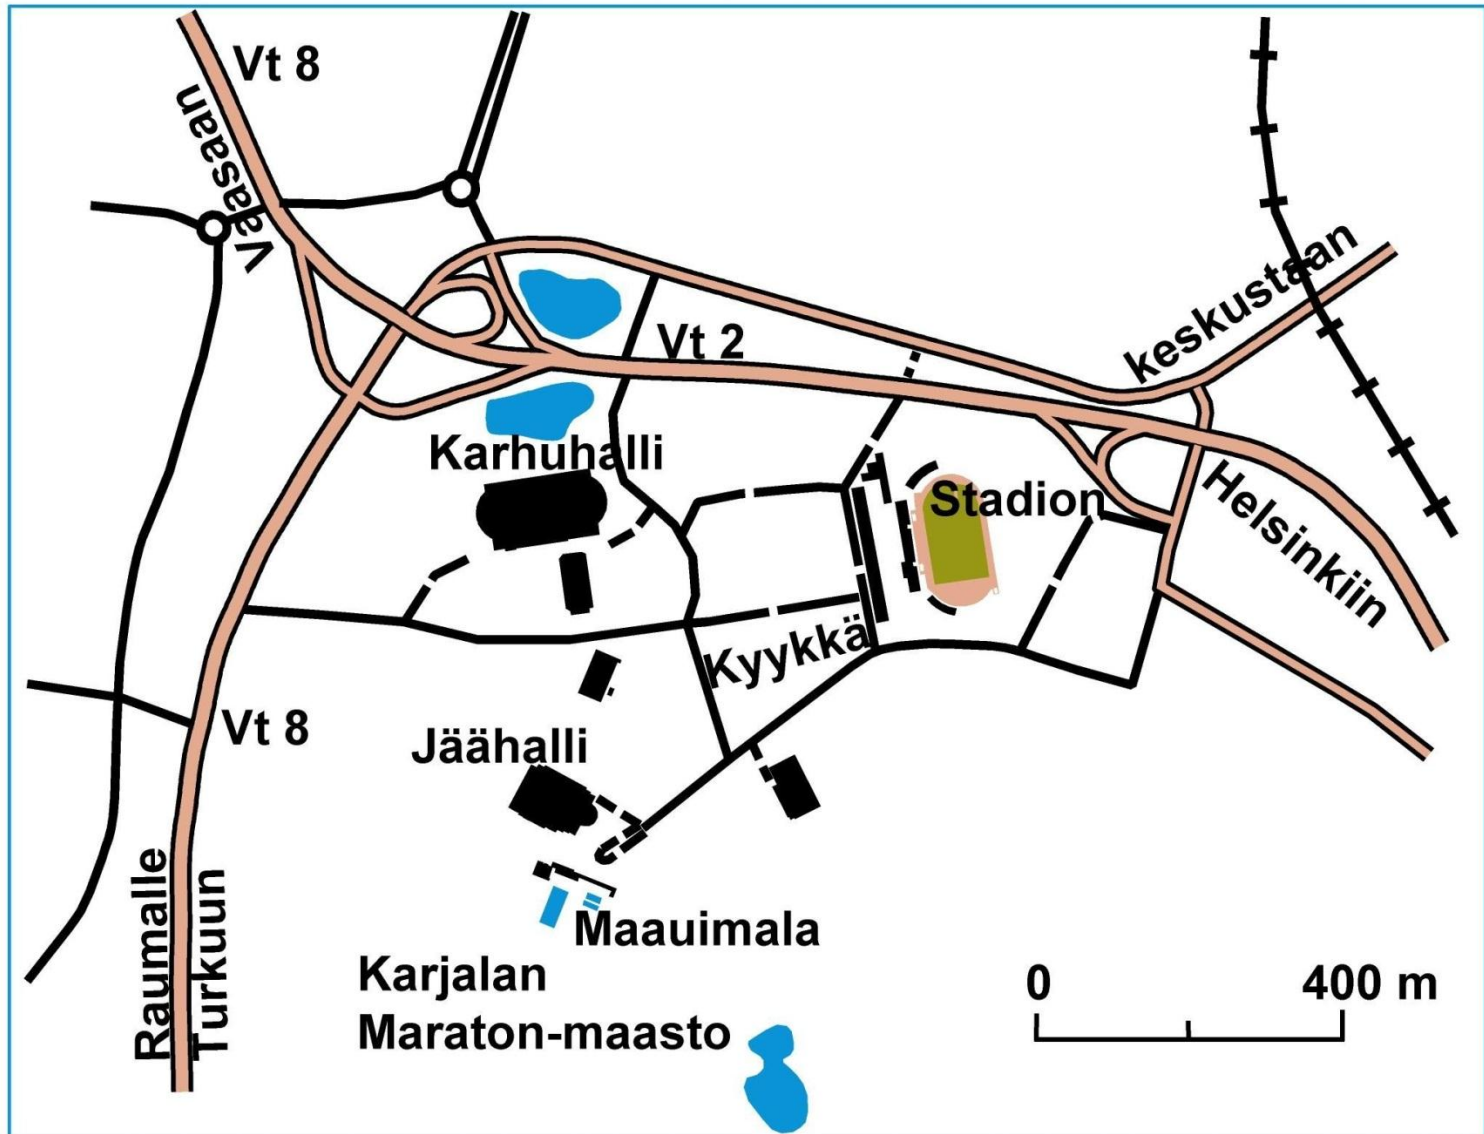 Vt 8
Vaasaan
keskustaan
Vt 2
Karhuhalli
Stadion
Helsinkiin
Kyykkä
Vt 8
Jäähalli
Raumalle
Turkuun
Maauimala
Karjalan
Maraton-maasto
0 400 m